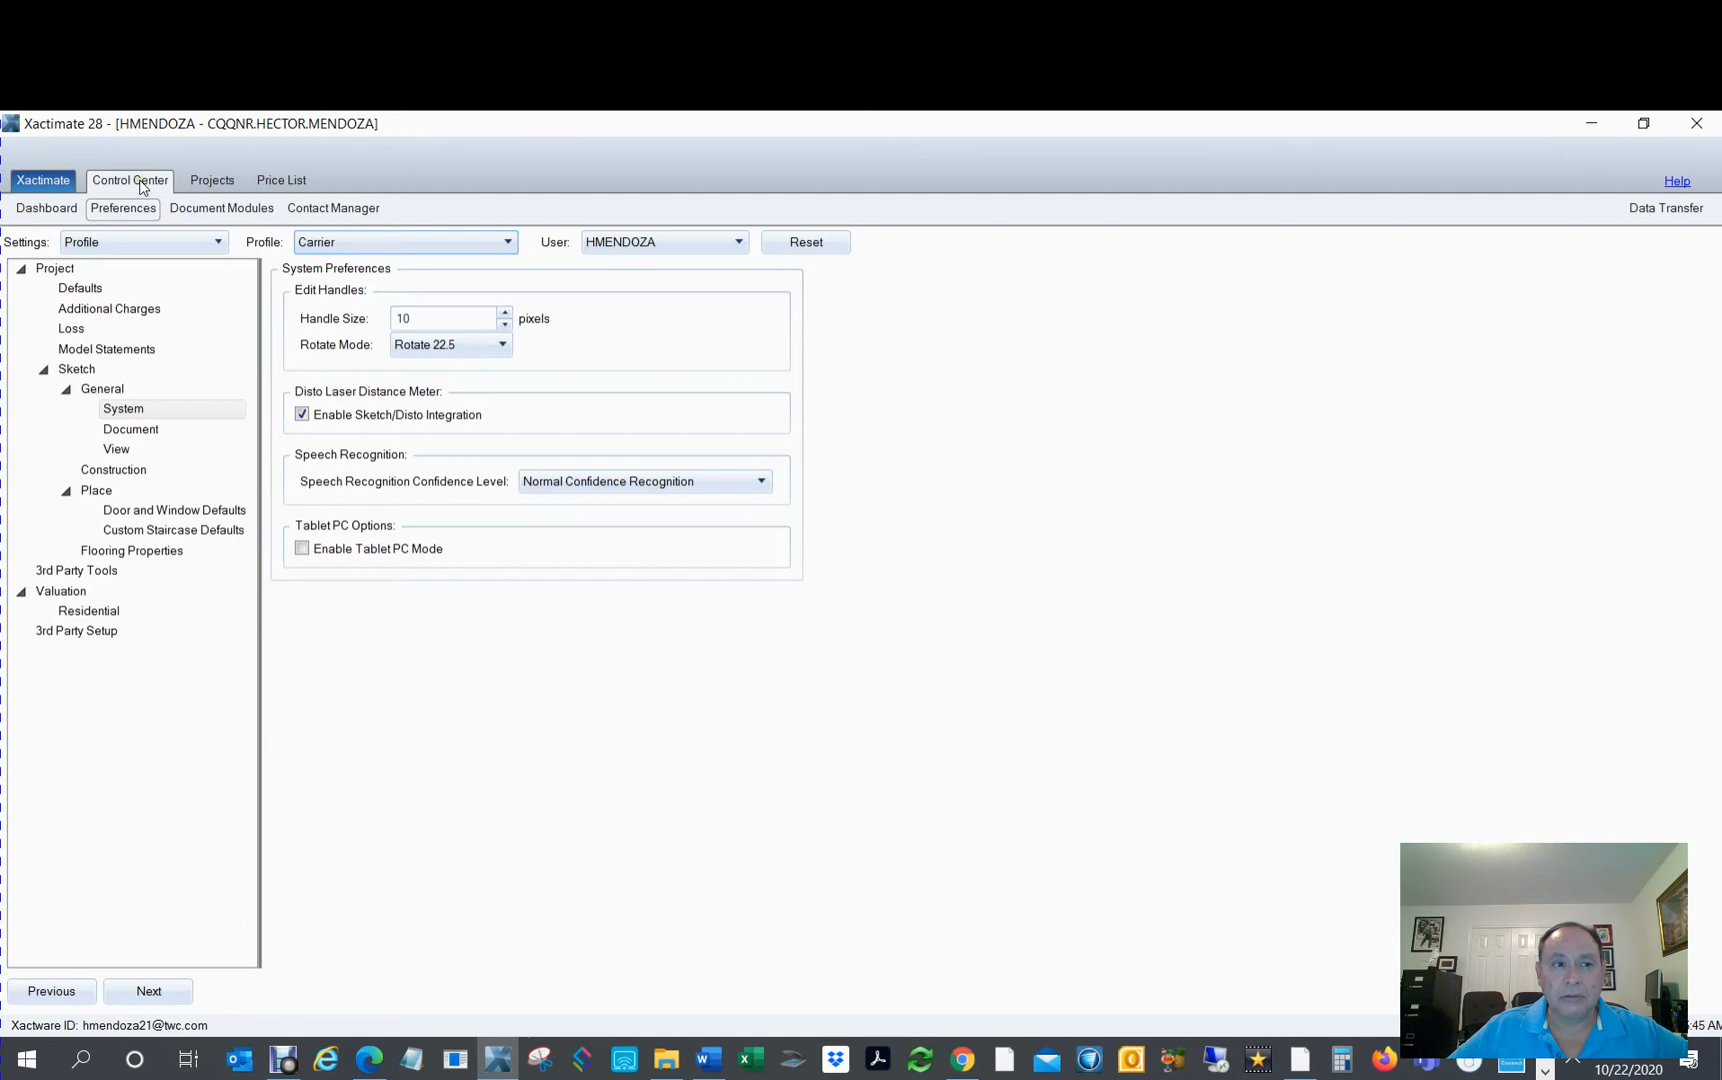 Xactimate 28 - [HMENDOZA - CQQNR.HECTOR.MENDOZA]
Xactimate Control Center Projects Price List Help
Dashboard Preferences Document Modules Contact Manager Data Transfer
Settings: Profile Profile: Carrier User: HMENDOZA Reset
Project
Defaults
Additional Charges
Loss
Model Statements
Sketch
General
System
Document
View
Construction
Place
Door and Window Defaults
Custom Staircase Defaults
Flooring Properties
3rd Party Tools
Valuation
Residential
3rd Party Setup
System Preferences
Edit Handles:
Handle Size: 10 pixels
Rotate Mode: Rotate 22.5
Disto Laser Distance Meter:
Enable Sketch/Disto Integration
Speech Recognition:
Speech Recognition Confidence Level: Normal Confidence Recognition
Tablet PC Options:
Enable Tablet PC Mode
Previous Next
Xactware ID: hmendoza21@twc.com :45 AM
10/22/2020